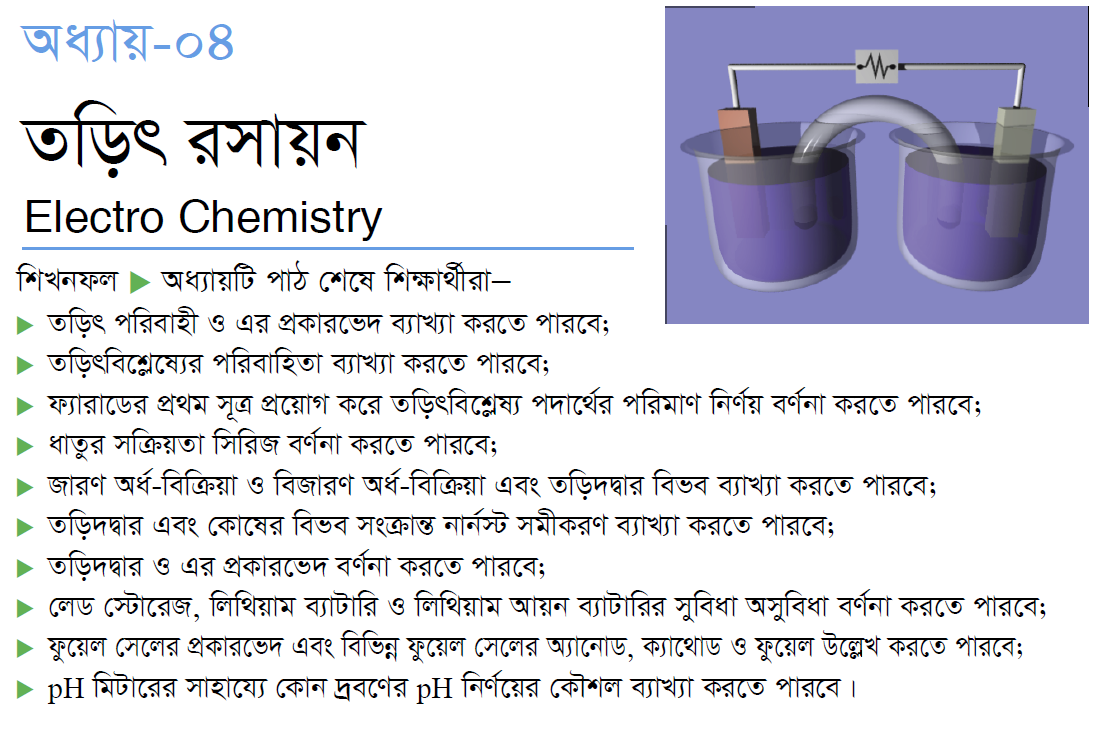 অধ্যায়-০৪
তড়িৎ রসায়ন
Electro Chemistry
শিখনফল ▶ অধ্যায়টি পাঠ শেষে শিক্ষার্থীরা–
▶ তড়িৎ পরিবাহী ও এর প্রকারভেদ ব্যাখ্যা করতে পারবে;
▶ তড়িৎবিশ্লেষ্যের পরিবাহিতা ব্যাখ্যা করতে পারবে;
▶ ফ্যারাডের প্রথম সূত্র প্রয়োগ করে তড়িৎবিশ্লেষ্য পদার্থের পরিমাণ নির্ণয় বর্ণনা করতে পারবে;
▶ ধাতুর সক্রিয়তা সিরিজ বর্ণনা করতে পারবে;
▶ জারণ অর্ধ-বিক্রিয়া ও বিজারণ অর্ধ-বিক্রিয়া এবং তড়িদদ্বার বিভব ব্যাখ্যা করতে পারবে;
▶ তড়িদদ্বার এবং কোষের বিভব সংক্রান্ত নার্নস্ট সমীকরণ ব্যাখ্যা করতে পারবে;
▶ তড়িদদ্বার ও এর প্রকারভেদ বর্ণনা করতে পারবে;
▶ লেড স্টোরেজ, লিথিয়াম ব্যাটারি ও লিথিয়াম আয়ন ব্যাটারির সুবিধা অসুবিধা বর্ণনা করতে পারবে;
▶ ফুয়েল সেলের প্রকারভেদ এবং বিভিন্ন ফুয়েল সেলের অ্যানোড, ক্যাথোড ও ফুয়েল উল্লেখ করতে পারবে;
▶ pH মিটারের সাহায্যে কোন দ্রবণের pH নির্ণয়ের কৌশল ব্যাখ্যা করতে পারবে।